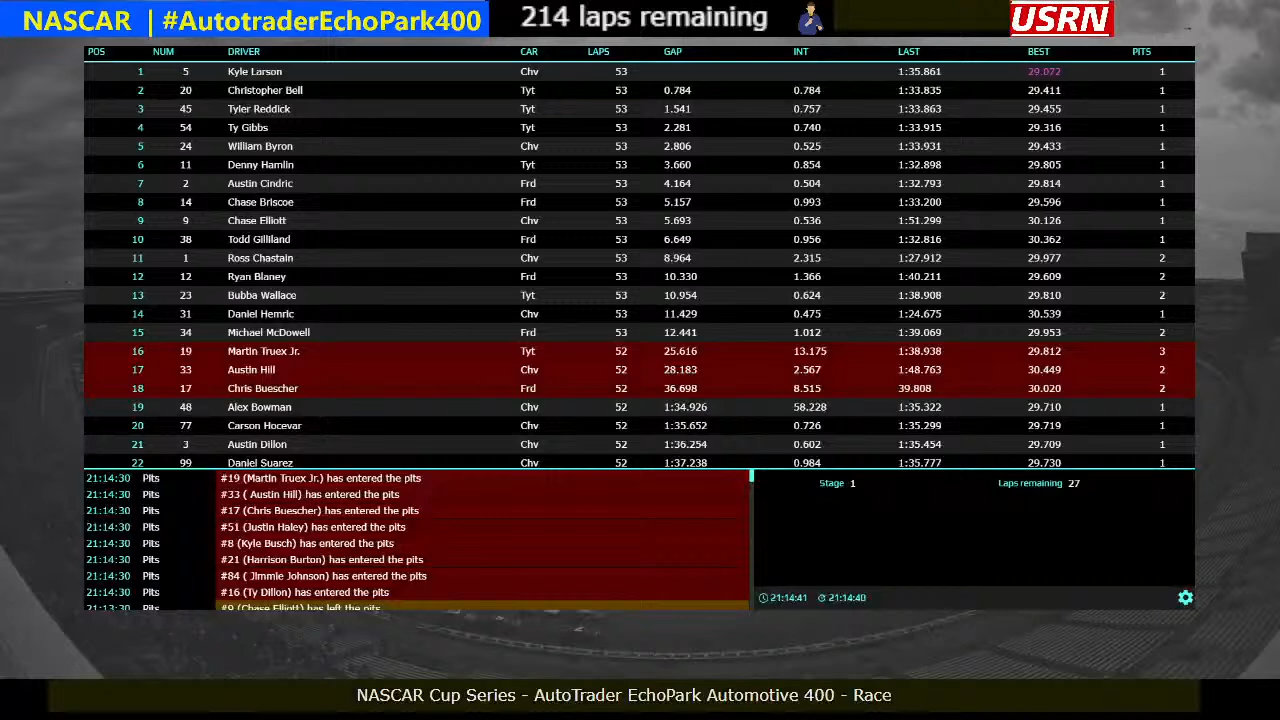 NASCAR | #AutotraderEchoPark400
214 laps remaining
USRN
POS NUM DRIVER CAR LAPS GAP INT LAST BEST PITS
1 5 Kyle Larson Chv 53 1:35.861 29.072 1
2 20 Christopher Bell Tyt 53 0.784 0.784 1:33.835 29.411 1
3 45 Tyler Reddick Tyt 53 1.541 0.757 1:33.863 29.455 1
4 54 Ty Gibbs Tyt 53 2.281 0.740 1:33.915 29.316 1
5 24 William Byron Chv 53 2.806 0.525 1:33.931 29.433 1
6 11 Denny Hamlin Tyt 53 3.660 0.854 1:32.898 29.805 1
7 2 Austin Cindric Frd 53 4.164 0.504 1:32.793 29.814 1
8 14 Chase Briscoe Frd 53 5.157 0.993 1:33.200 29.596 1
9 9 Chase Elliott Chv 53 5.693 0.536 1:51.299 30.126 1
10 38 Todd Gilliland Frd 53 6.649 0.956 1:32.816 30.362 1
11 1 Ross Chastain Chv 53 8.964 2.315 1:27.912 29.977 2
12 12 Ryan Blaney Frd 53 10.330 1.366 1:40.211 29.609 2
13 23 Bubba Wallace Tyt 53 10.954 0.624 1:38.908 29.810 2
14 31 Daniel Hemric Chv 53 11.429 0.475 1:24.675 30.539 1
15 34 Michael McDowell Frd 53 12.441 1.012 1:39.069 29.953 2
16 19 Martin Truex Jr. Tyt 52 25.616 13.175 1:38.938 29.812 3
17 33 Austin Hill Chv 52 28.183 2.567 1:48.763 30.449 2
18 17 Chris Buescher Frd 52 36.698 8.515 39.808 30.020 2
19 48 Alex Bowman Chv 52 1:34.926 58.228 1:35.322 29.710 1
20 77 Carson Hocevar Chv 52 1:35.652 0.726 1:35.299 29.719 1
21 3 Austin Dillon Chv 52 1:36.254 0.602 1:35.454 29.709 1
22 99 Daniel Suarez Chv 52 1:37.238 0.984 1:35.777 29.730 1
21:14:30 Pits #19 (Martin Truex Jr.) has entered the pits
21:14:30 Pits #33 ( Austin Hill) has entered the pits
21:14:30 Pits #17 (Chris Buescher) has entered the pits
21:14:30 Pits #51 (Justin Haley) has entered the pits
21:14:30 Pits #8 (Kyle Busch) has entered the pits
21:14:30 Pits #21 (Harrison Burton) has entered the pits
21:14:30 Pits #84 ( Jimmie Johnson) has entered the pits
21:14:30 Pits #16 (Ty Dillon) has entered the pits
21:13:30 Pits #9 (Chase Elliott) has left the pits
Stage 1 Laps remaining 27
21:14:41 21:14:40
NASCAR Cup Series - AutoTrader EchoPark Automotive 400 - Race